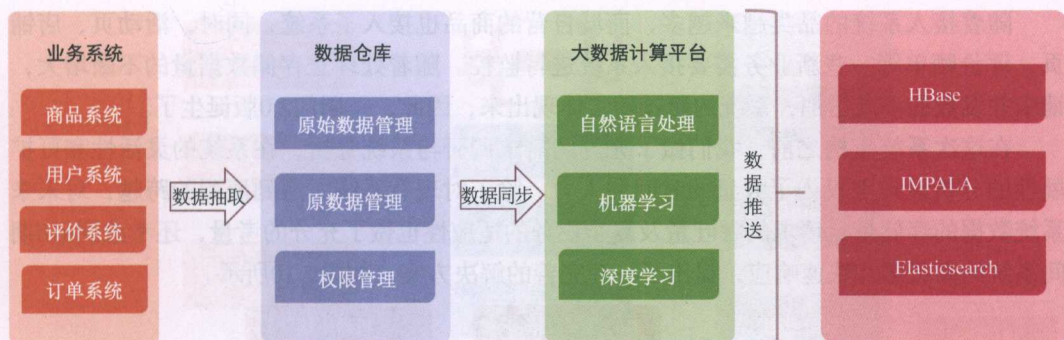 业务系统
商品系统
用户系统
评价系统
订单系统
数据抽取
数据仓库
原始数据管理
原数据管理
权限管理
数据同步
大数据计算平台
自然语言处理
机器学习
深度学习
数据推送
HBase
IMPALA
Elasticsearch